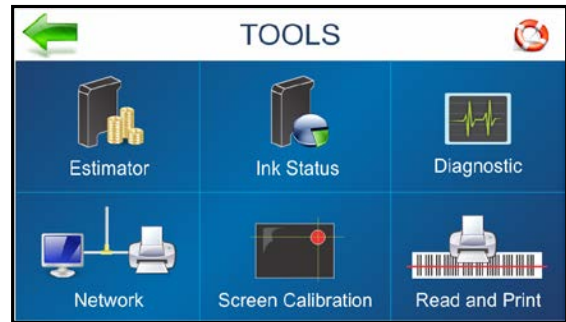 TOOLS
Estimator
Ink Status
Diagnostic
Network
Screen Calibration
Read and Print